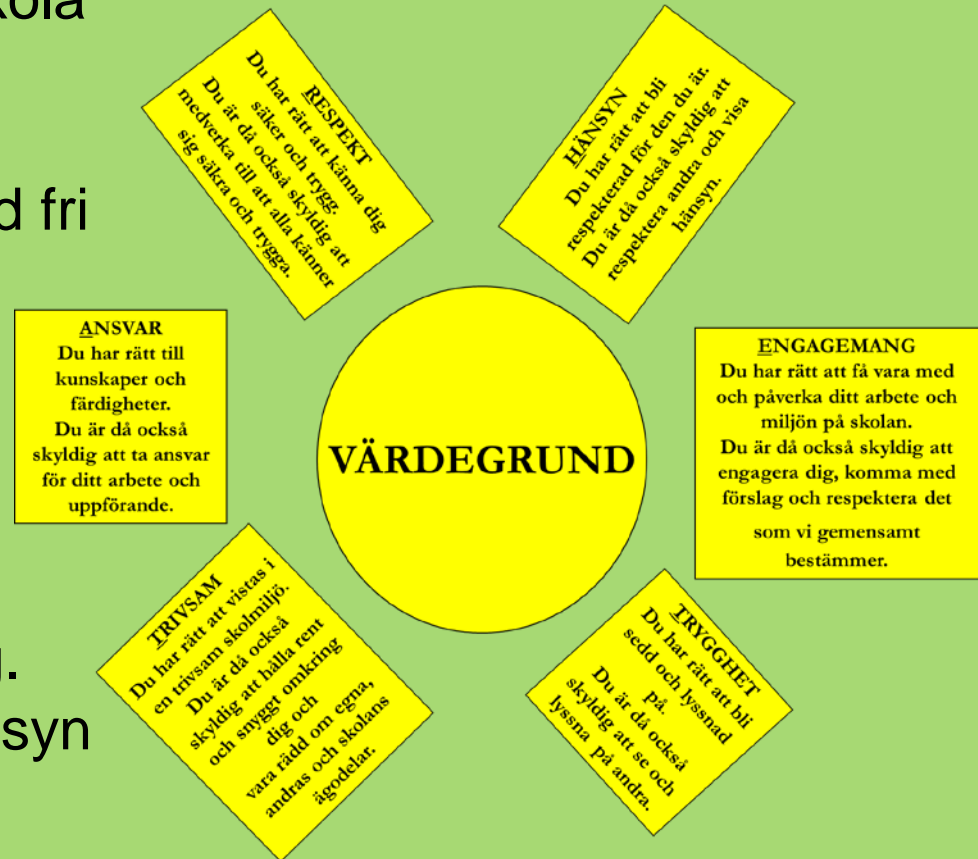 kola
d fri
g.
syn
RESPEKT
Du har rätt att känna dig
säker och trygg.
Du är då också skyldig att
medverka till att alla känner
sig säkra och trygga.
HÄNSYN
Du har rätt att bli
respekterad för den du är.
Du är då också skyldig att
respektera andra och visa
hänsyn.
ANSVAR
Du har rätt till
kunskaper och
färdigheter.
Du är då också
skyldig att ta ansvar
för ditt arbete och
uppförande.
VÄRDEGRUND
ENGAGEMANG
Du har rätt att få vara med
och påverka ditt arbete och
miljön på skolan.
Du är då också skyldig att
engagera dig, komma med
förslag och respektera det
som vi gemensamt
bestämmer.
TRIVSAM
Du har rätt att vistas i
en trivsam skolmiljö.
Du är då också
skyldig att hålla rent
och snyggt omkring
dig och
vara rädd om egna,
andras och skolans
ägodelar.
TRYGGHET
Du har rätt att bli
sedd och lyssnad
på.
Du är då också
skyldig att se och
lyssna på andra.